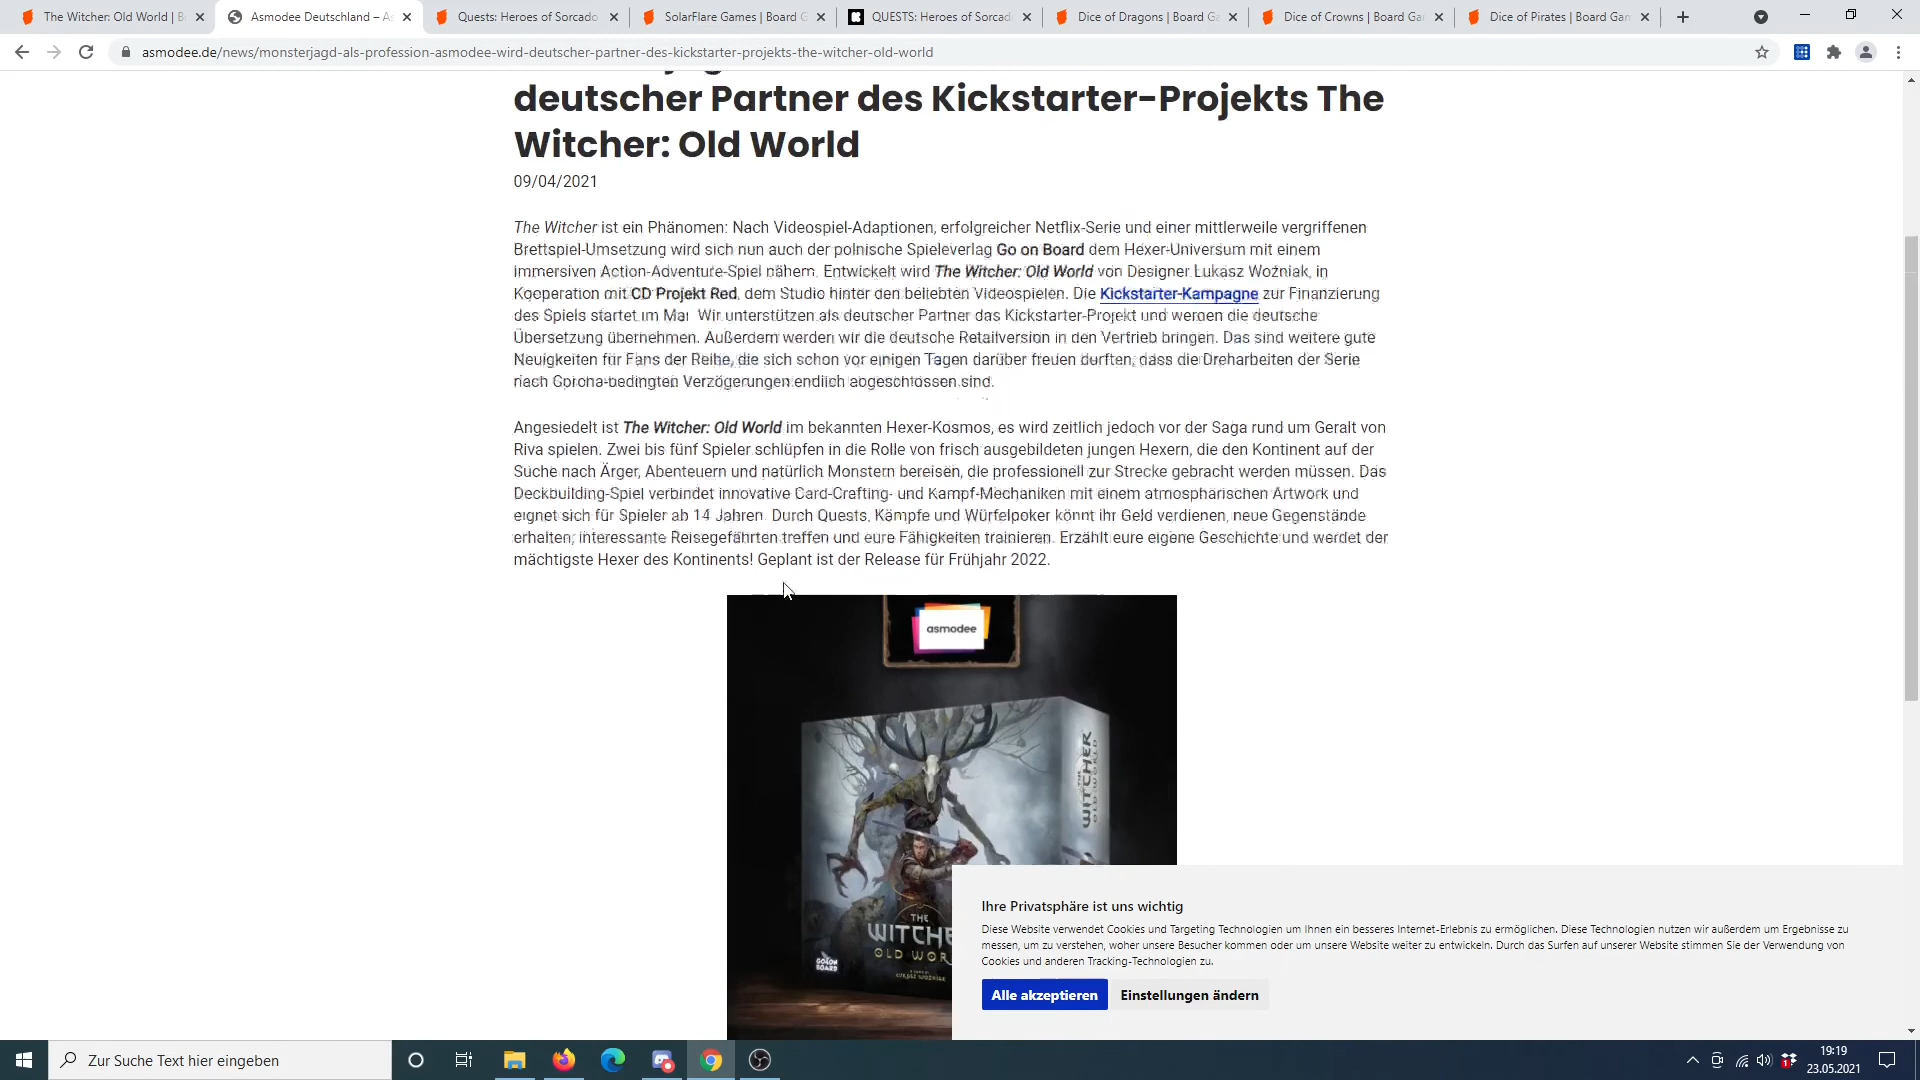 The Witcher: Old World | B
Asmodee Deutschland – A
Quests: Heroes of Sorcado
SolarFlare Games | Board G
QUESTS: Heroes of Sorcad
Dice of Dragons | Board Ga
Dice of Crowns | Board Ga
Dice of Pirates | Board Gam
asmodee.de/news/monsterjagd-als-profession-asmodee-wird-deutscher-partner-des-kickstarter-projekts-the-witcher-old-world
deutscher Partner des Kickstarter-Projekts The
Witcher: Old World
09/04/2021
The Witcher ist ein Phänomen: Nach Videospiel-Adaptionen, erfolgreicher Netflix-Serie und einer mittlerweile vergriffenen
Brettspiel-Umsetzung wird sich nun auch der polnische Spieleverlag Go on Board dem Hexer-Universum mit einem
immersiven Action-Adventure-Spiel nähern. Entwickelt wird The Witcher: Old World von Designer Łukasz Woźniak, in
Kooperation mit CD Projekt Red, dem Studio hinter den beliebten Videospielen. Die Kickstarter-Kampagne zur Finanzierung
des Spiels startet im Mai. Wir unterstützen als deutscher Partner das Kickstarter-Projekt und werden die deutsche
Übersetzung übernehmen. Außerdem werden wir die deutsche Retailversion in den Vertrieb bringen. Das sind weitere gute
Neuigkeiten für Fans der Reihe, die sich schon vor einigen Tagen darüber freuen durften, dass die Dreharbeiten der Serie
nach Corona-bedingten Verzögerungen endlich abgeschlossen sind.
Angesiedelt ist The Witcher: Old World im bekannten Hexer-Kosmos, es wird zeitlich jedoch vor der Saga rund um Geralt von
Riva spielen. Zwei bis fünf Spieler schlüpfen in die Rolle von frisch ausgebildeten jungen Hexern, die den Kontinent auf der
Suche nach Ärger, Abenteuern und natürlich Monstern bereisen, die professionell zur Strecke gebracht werden müssen. Das
Deckbuilding-Spiel verbindet innovative Card-Crafting- und Kampf-Mechaniken mit einem atmosphärischen Artwork und
eignet sich für Spieler ab 14 Jahren. Durch Quests, Kämpfe und Würfelpoker könnt ihr Geld verdienen, neue Gegenstände
erhalten, interessante Reisegefährten treffen und eure Fähigkeiten trainieren. Erzählt eure eigene Geschichte und werdet der
mächtigste Hexer des Kontinents! Geplant ist der Release für Frühjahr 2022.
asmodee
THE
WITCHER
OLD WORLD
THE
WITCHE
OLD WOR
GO ON
BOARD
Ihre Privatsphäre ist uns wichtig
Diese Website verwendet Cookies und Targeting Technologien um Ihnen ein besseres Internet-Erlebnis zu ermöglichen. Diese Technologien nutzen wir außerdem um Ergebnisse zu
messen, um zu verstehen, woher unsere Besucher kommen oder um unsere Website weiter zu entwickeln. Durch das Surfen auf unserer Website stimmen Sie der Verwendung von
Cookies und anderen Tracking-Technologien zu.
Alle akzeptieren
Einstellungen ändern
Zur Suche Text hier eingeben
19:19
23.05.2021